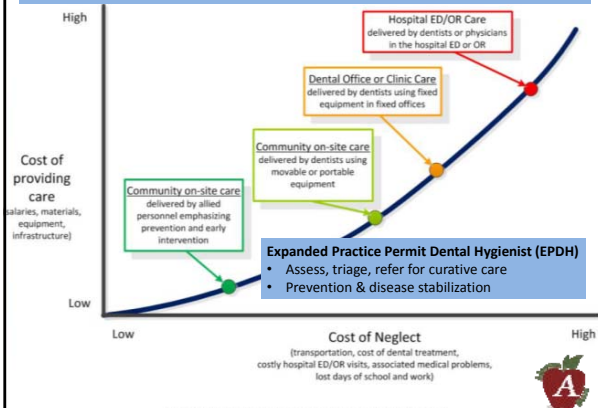 High
Hospital ED/OR Care
delivered by dentists or physicians
in the hospital ED or OR
Dental Office or Clinic Care
delivered by dentists using fixed
equipment in fixed offices
Community on-site care
delivered by dentists using
movable or portable
equipment
Cost of
providing
care
salaries, materials,
equipment,
infrastructure)
Community on-site care
delivered by allied
personnel emphasizing
prevention and early
intervention
Expanded Practice Permit Dental Hygienist (EPDH)
• Assess, triage, refer for curative care
• Prevention & disease stabilization
Low
Low
Cost of Neglect
High
(transportation, cost of dental treatment,
costly hospital ED/OR visits, associated medical problems,
lost days of school and work)
A